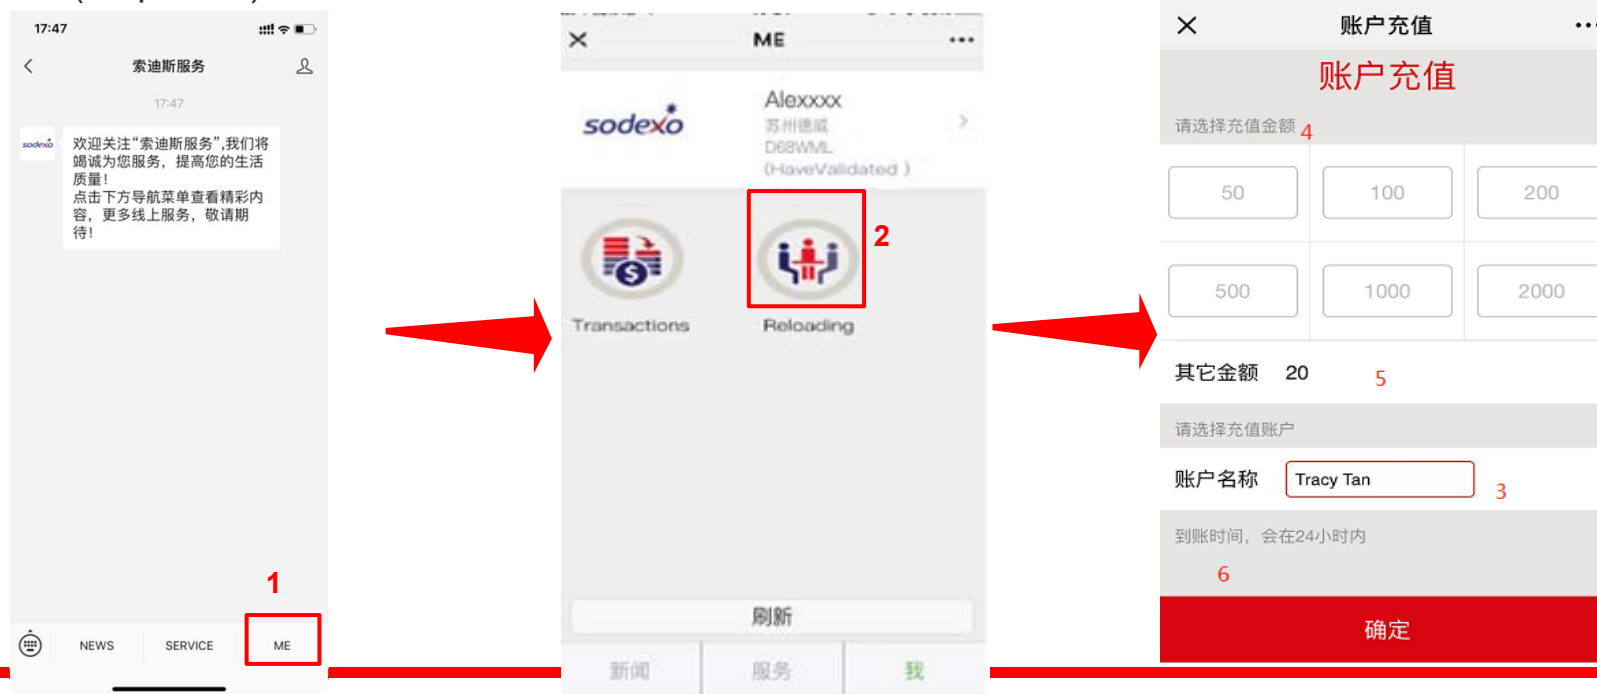 17:47
索迪斯服务
17:47
sodexo
欢迎关注“索迪斯服务”,我们将
竭诚为您服务，提高您的生活
质量！
点击下方导航菜单查看精彩内
容，更多线上服务，敬请期
待！
1
NEWS
SERVICE
ME
ME
sodexo
Alexxxx
苏州德威
D68WML
(HaveValidated )
2
Transactions
Reloading
刷新
新闻
服务
我
账户充值
账户充值
请选择充值金额 4
50
100
200
500
1000
2000
其它金额 20 5
请选择充值账户
账户名称 Tracy Tan 3
到账时间，会在24小时内
6
确定